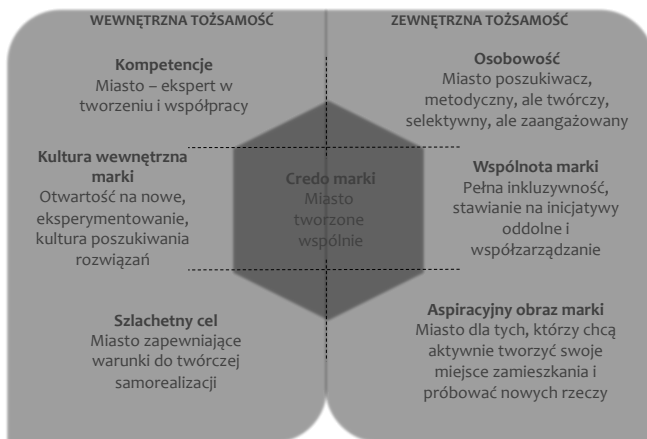 WEWNĘTRZNA TOŻSAMOŚĆ
Kompetencje
Miasto – ekspert w
tworzeniu i współpracy
Kultura wewnętrzna
marki
Otwartość na nowe,
eksperymentowanie,
kultura poszukiwania
rozwiązań
Szlachetny cel
Miasto zapewniające
warunki do twórczej
samorealizacji
Credo marki
Miasto
tworzone
wspólnie
ZEWNĘTRZNA TOŻSAMOŚĆ
Osobowość
Miasto poszukiwacz,
metodyczny, ale twórczy,
selektywny, ale zaangażowany
Wspólnota marki
Pełna inkluzywność,
stawianie na inicjatywy
oddolne i
współzarządzanie
Aspiracyjny obraz marki
Miasto dla tych, którzy chcą
aktywnie tworzyć swoje
miejsce zamieszkania i
próbować nowych rzeczy